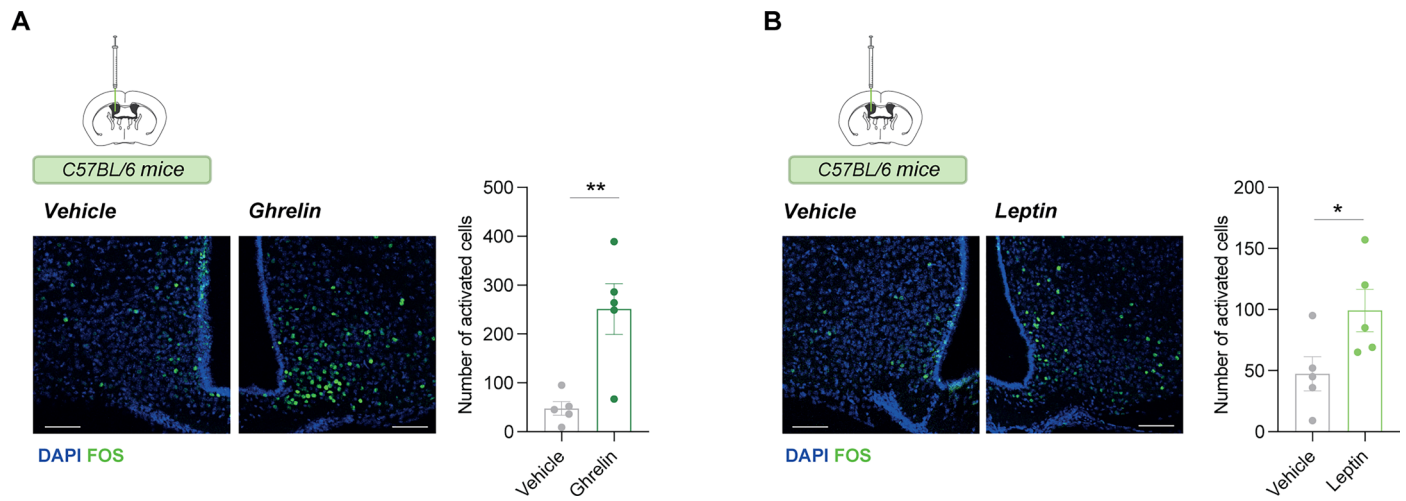 A
C57BL/6 mice
Vehicle
Ghrelin
DAPI FOS
Number of activated cells
500
400
300
200
100
0
**
Vehicle
Ghrelin
B
C57BL/6 mice
Vehicle
Leptin
DAPI FOS
Number of activated cells
200
150
100
50
0
*
Vehicle
Leptin